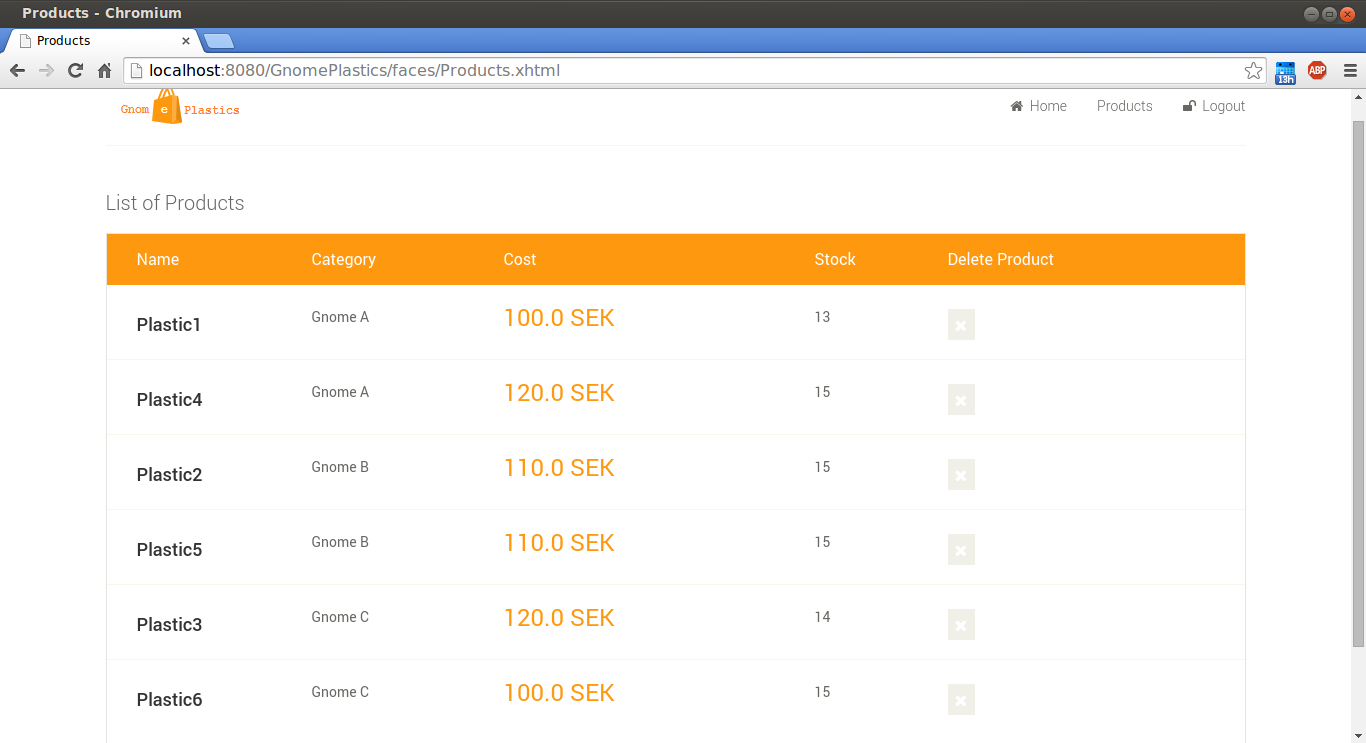 Products - Chromium
Products
localhost:8080/GnomePlastics/faces/Products.xhtml
13h
ABP
Gnom e Plastics
Home Products Logout
List of Products
Name Category Cost Stock Delete Product
Plastic1 Gnome A 100.0 SEK 13
Plastic4 Gnome A 120.0 SEK 15
Plastic2 Gnome B 110.0 SEK 15
Plastic5 Gnome B 110.0 SEK 15
Plastic3 Gnome C 120.0 SEK 14
Plastic6 Gnome C 100.0 SEK 15